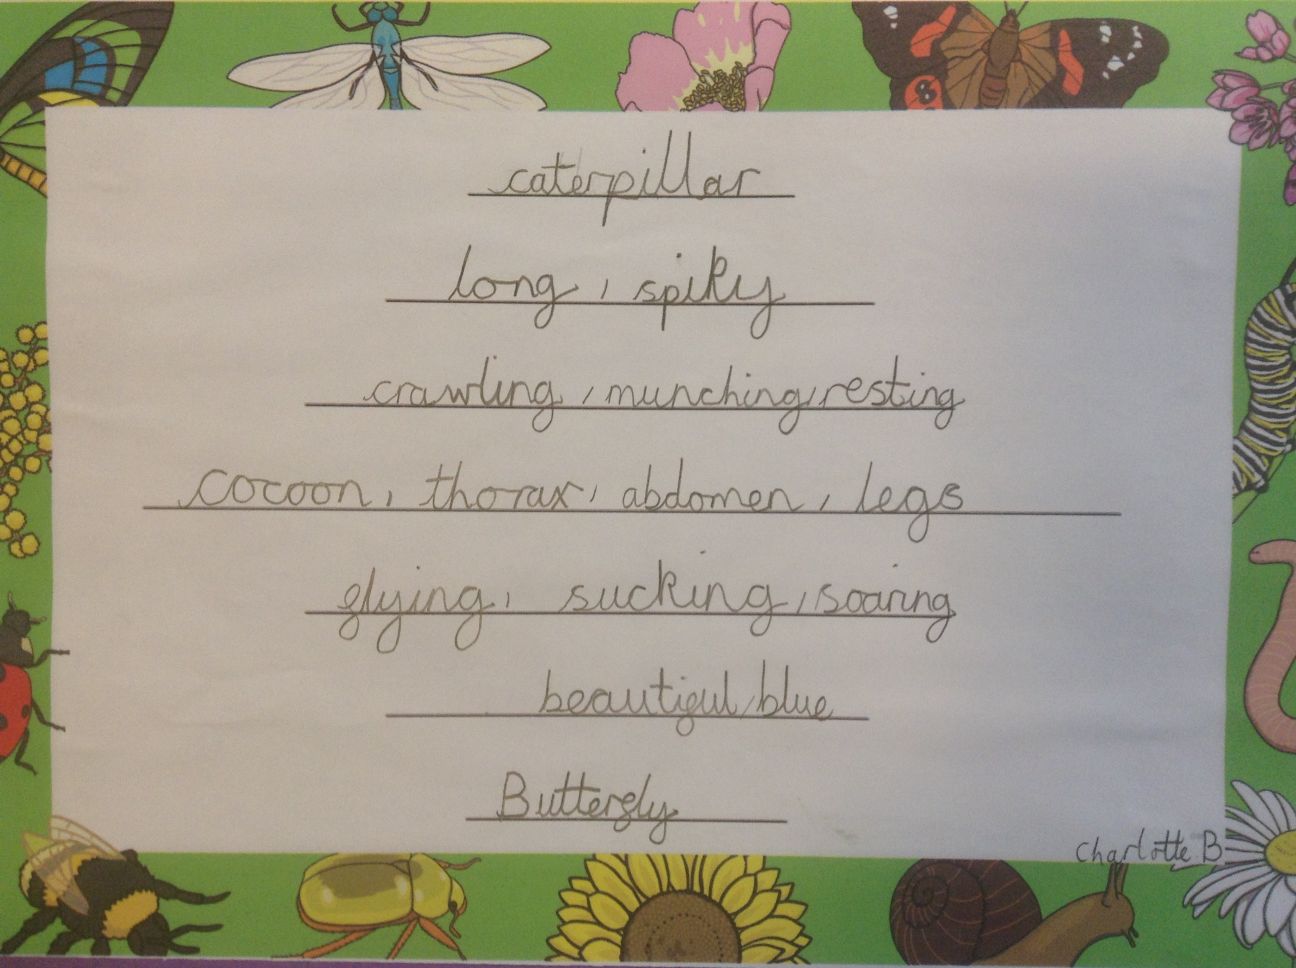 caterpillar
long, spiky
crawling, munching, resting
cocoon, thorax, abdomen, legs
flying, sucking, soaring
beautiful, blue
Butterfly
Charlotte B